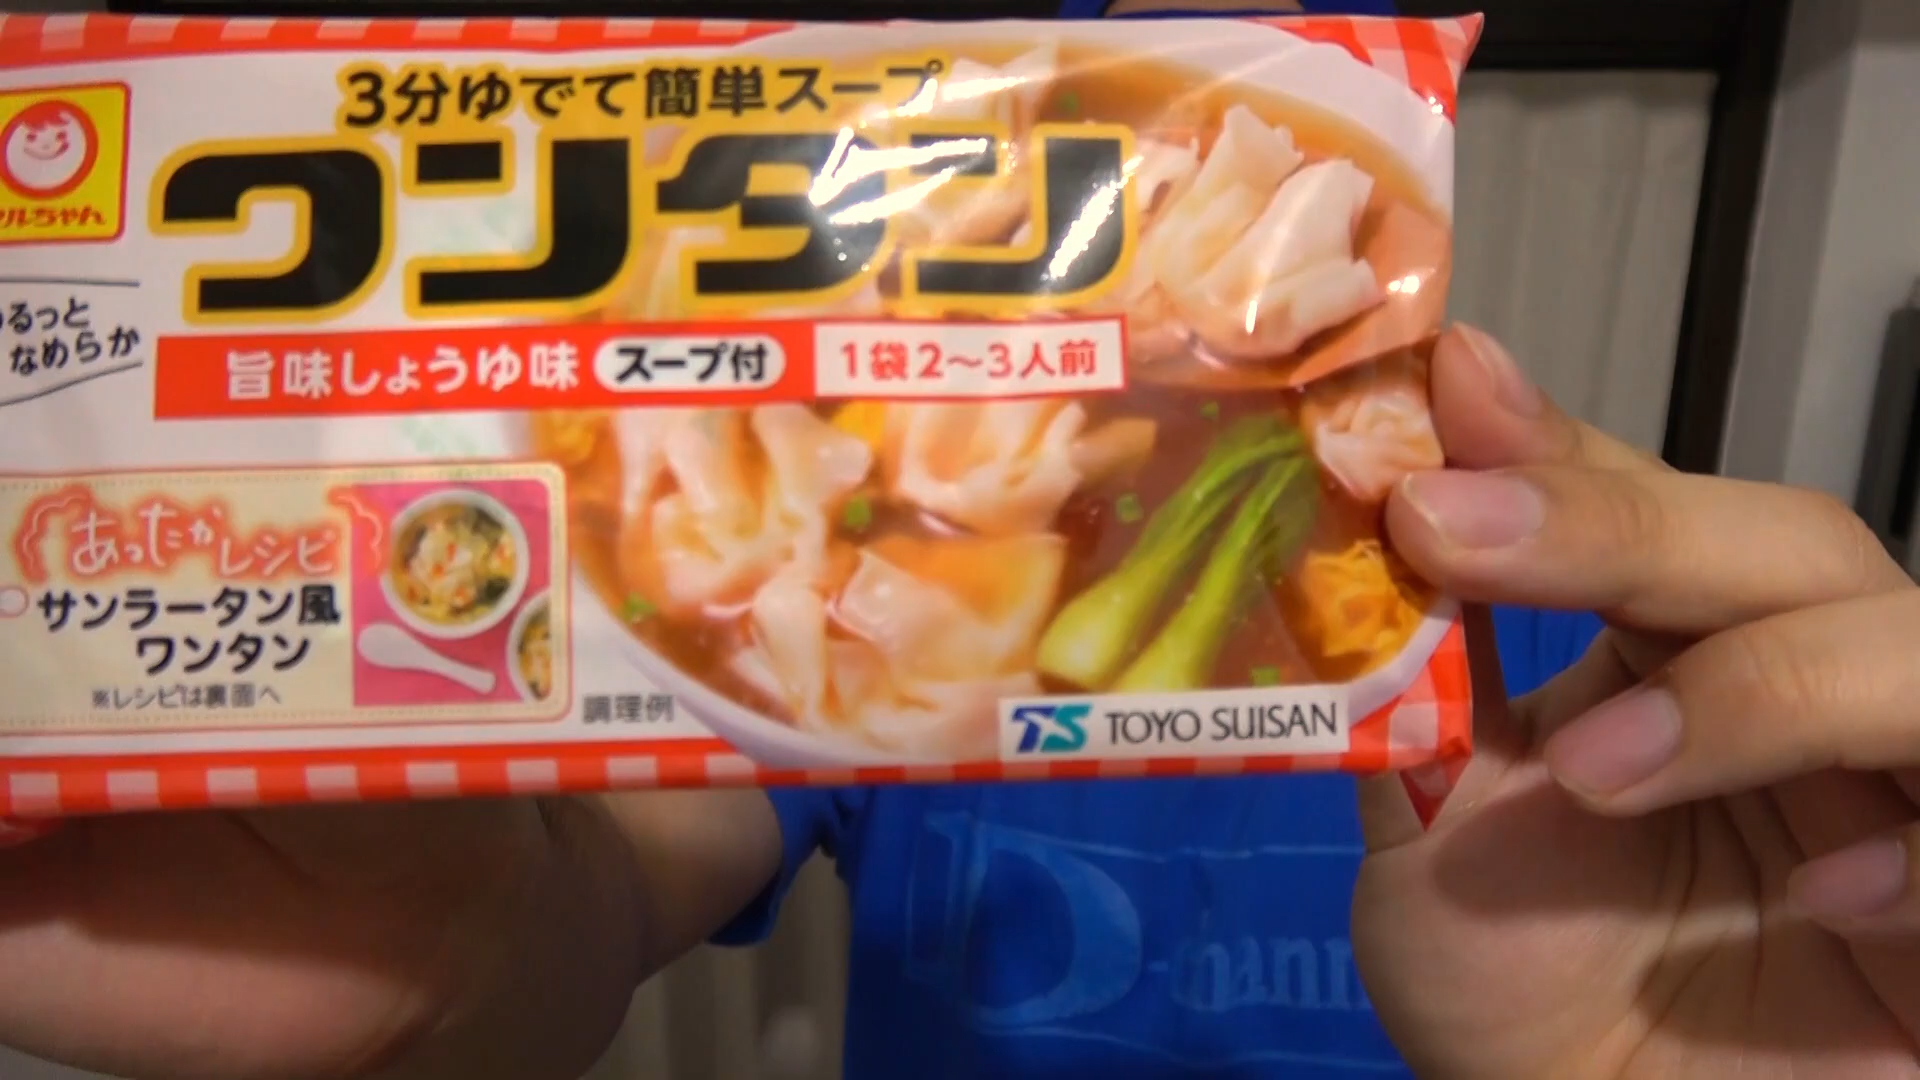 3分ゆでて簡単スープ
ワンタン
なめらか
旨味しょうゆ味 スープ付 1袋2～3人前
あったかレシピ
サンラータン風
ワンタン
※レシピは裏面へ
調理例
TS TOYO SUISAN